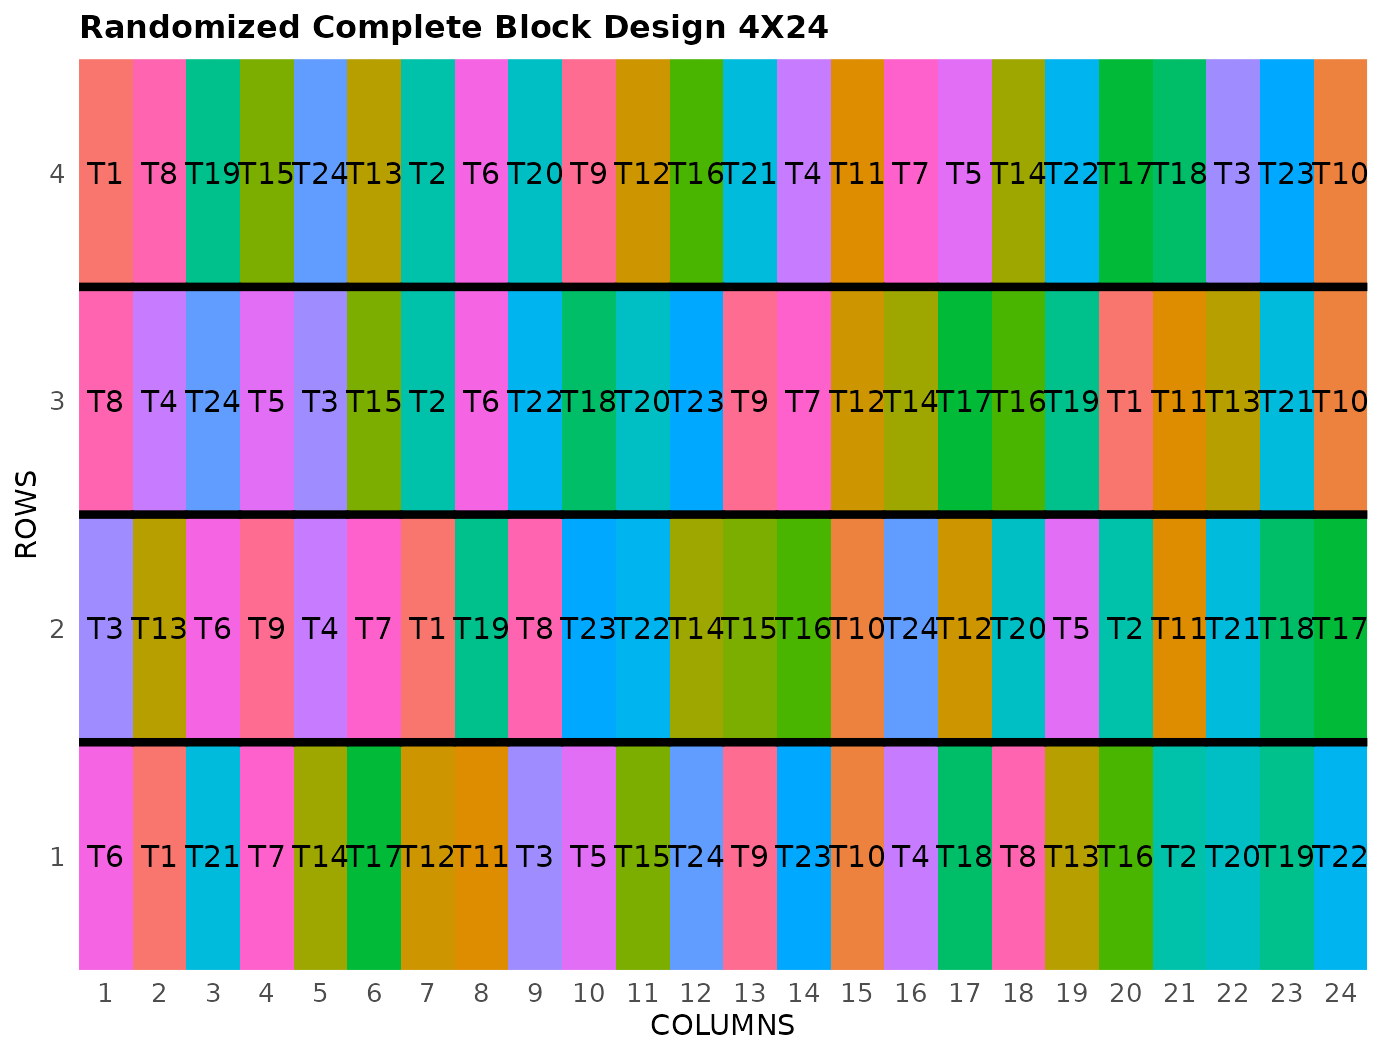 Randomized Complete Block Design 4X24
4 T1 T8 T19 T15 T24 T13 T2 T6 T20 T9 T12 T16 T21 T4 T11 T7 T5 T14 T22 T17 T18 T3 T23 T10
3 T8 T4 T24 T5 T3 T15 T2 T6 T22 T18 T20 T23 T9 T7 T12 T14 T17 T16 T19 T1 T11 T13 T21 T10
ROWS
2 T3 T13 T6 T9 T4 T7 T1 T19 T8 T23 T22 T14 T15 T16 T10 T24 T12 T20 T5 T2 T11 T21 T18 T17
1 T6 T1 T21 T7 T14 T17 T12 T11 T3 T5 T15 T24 T9 T23 T10 T4 T18 T8 T13 T16 T2 T20 T19 T22
1 2 3 4 5 6 7 8 9 10 11 12 13 14 15 16 17 18 19 20 21 22 23 24
COLUMNS